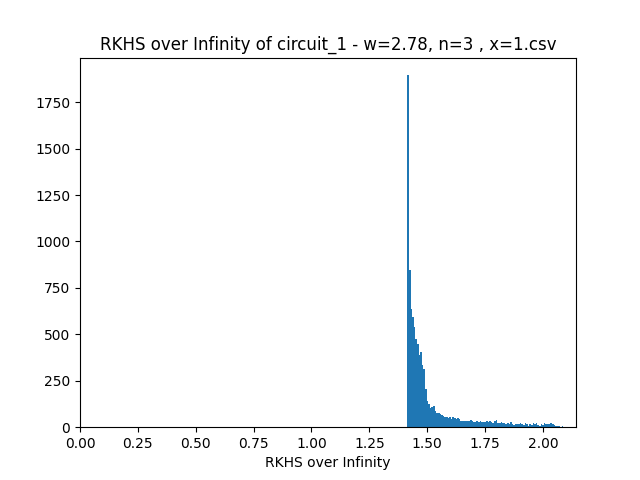 RKHS over Infinity of circuit_1 - w=2.78, n=3 , x=1.csv
1750
1500
1250
1000
750
500
250
0
0.00 0.25 0.50 0.75 1.00 1.25 1.50 1.75 2.00
RKHS over Infinity